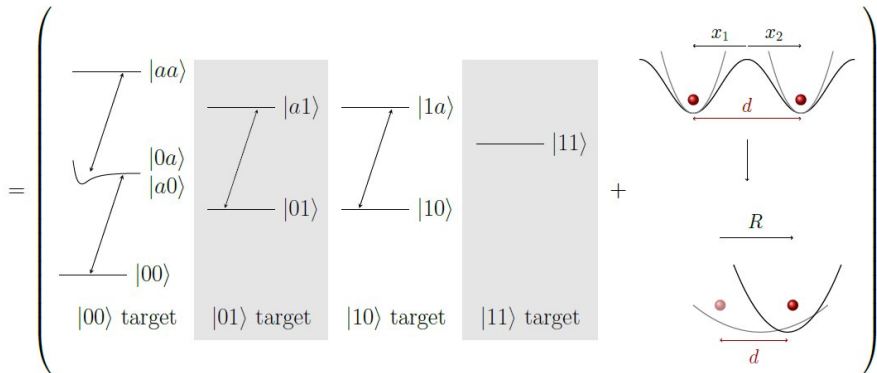 =
|aa⟩
|0a⟩
|a0⟩
|00⟩
|00⟩ target
|a1⟩
|01⟩
|01⟩ target
|1a⟩
|10⟩
|10⟩ target
|11⟩
|11⟩ target
+
x₁ x₂
d
R
d